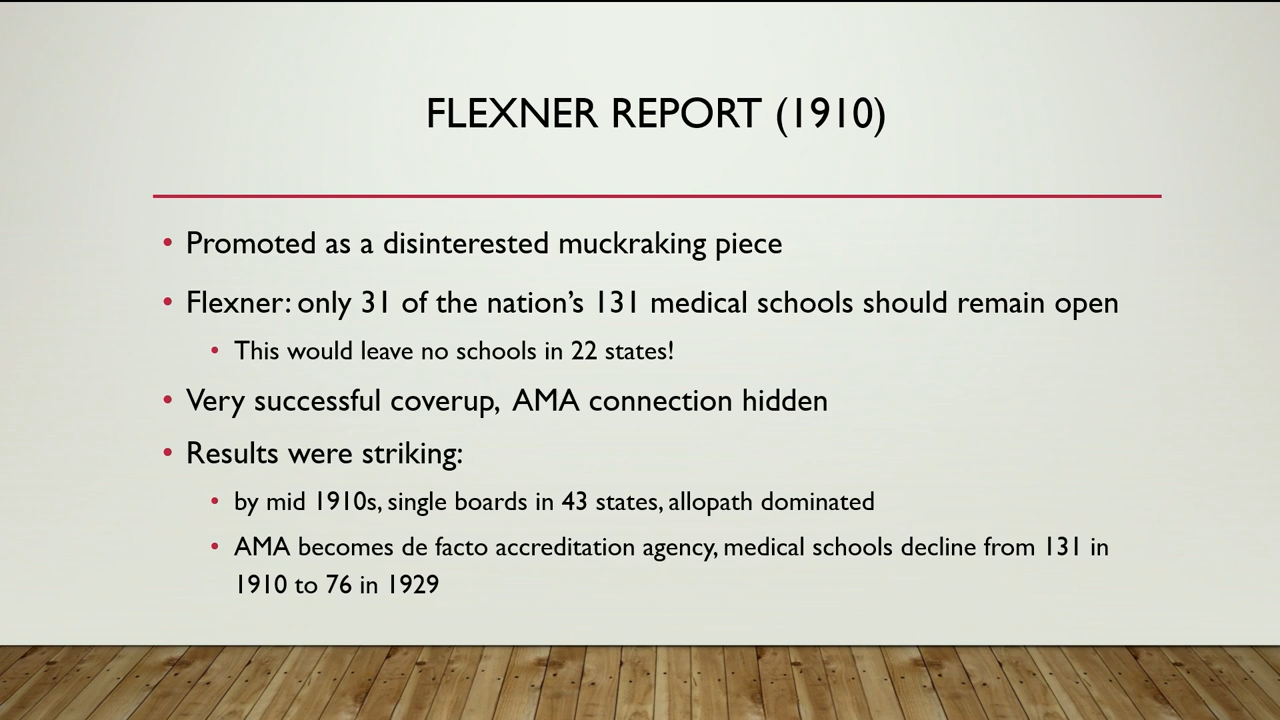 FLEXNER REPORT (1910)
• Promoted as a disinterested muckraking piece
• Flexner: only 31 of the nation's 131 medical schools should remain open
• This would leave no schools in 22 states!
• Very successful coverup, AMA connection hidden
• Results were striking:
• by mid 1910s, single boards in 43 states, allopath dominated
• AMA becomes de facto accreditation agency, medical schools decline from 131 in
1910 to 76 in 1929